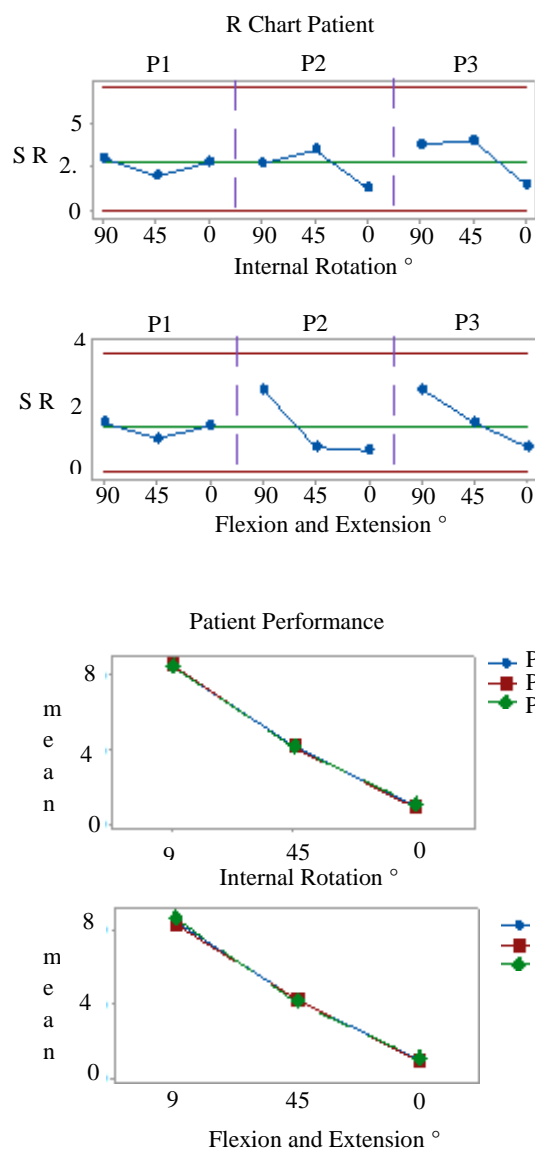 R Chart Patient
P1 P2 P3
5
S R 2.
0
90 45 0 90 45 0 90 45 0
Internal Rotation °
P1 P2 P3
4
S R 2
0
90 45 0 90 45 0 90 45 0
Flexion and Extension °
Patient Performance
8 P
P
P
m
e
a
n
4
0
9 45 0
Internal Rotation °
8
m
e
a
n
4
0
9 45 0
Flexion and Extension °